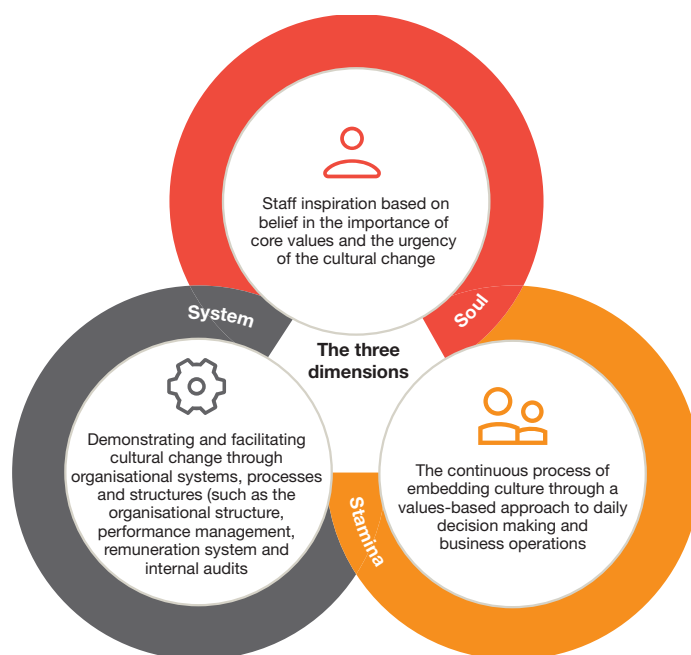 Staff inspiration based on
belief in the importance of
core values and the urgency
of the cultural change
System
Soul
The three
dimensions
Demonstrating and facilitating
cultural change through
organisational systems, processes
and structures (such as the
organisational structure,
performance management,
remuneration system and
internal audits
The continuous process of
embedding culture through a
values-based approach to daily
decision making and
business operations
Stamina